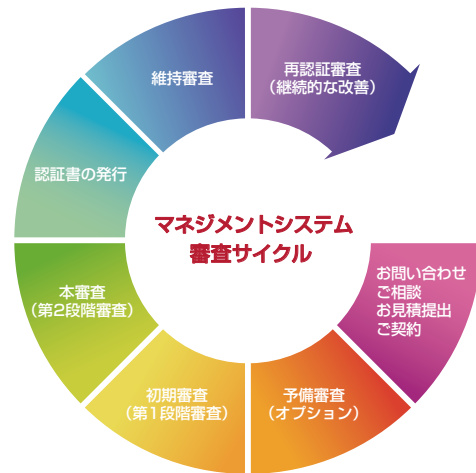 マネジメントシステム
審査サイクル
お問い合わせ
ご相談
お見積提出
ご契約
予備審査
（オプション）
初期審査
（第1段階審査）
本審査
（第2段階審査）
認証書の発行
維持審査
再認証審査
（継続的な改善）